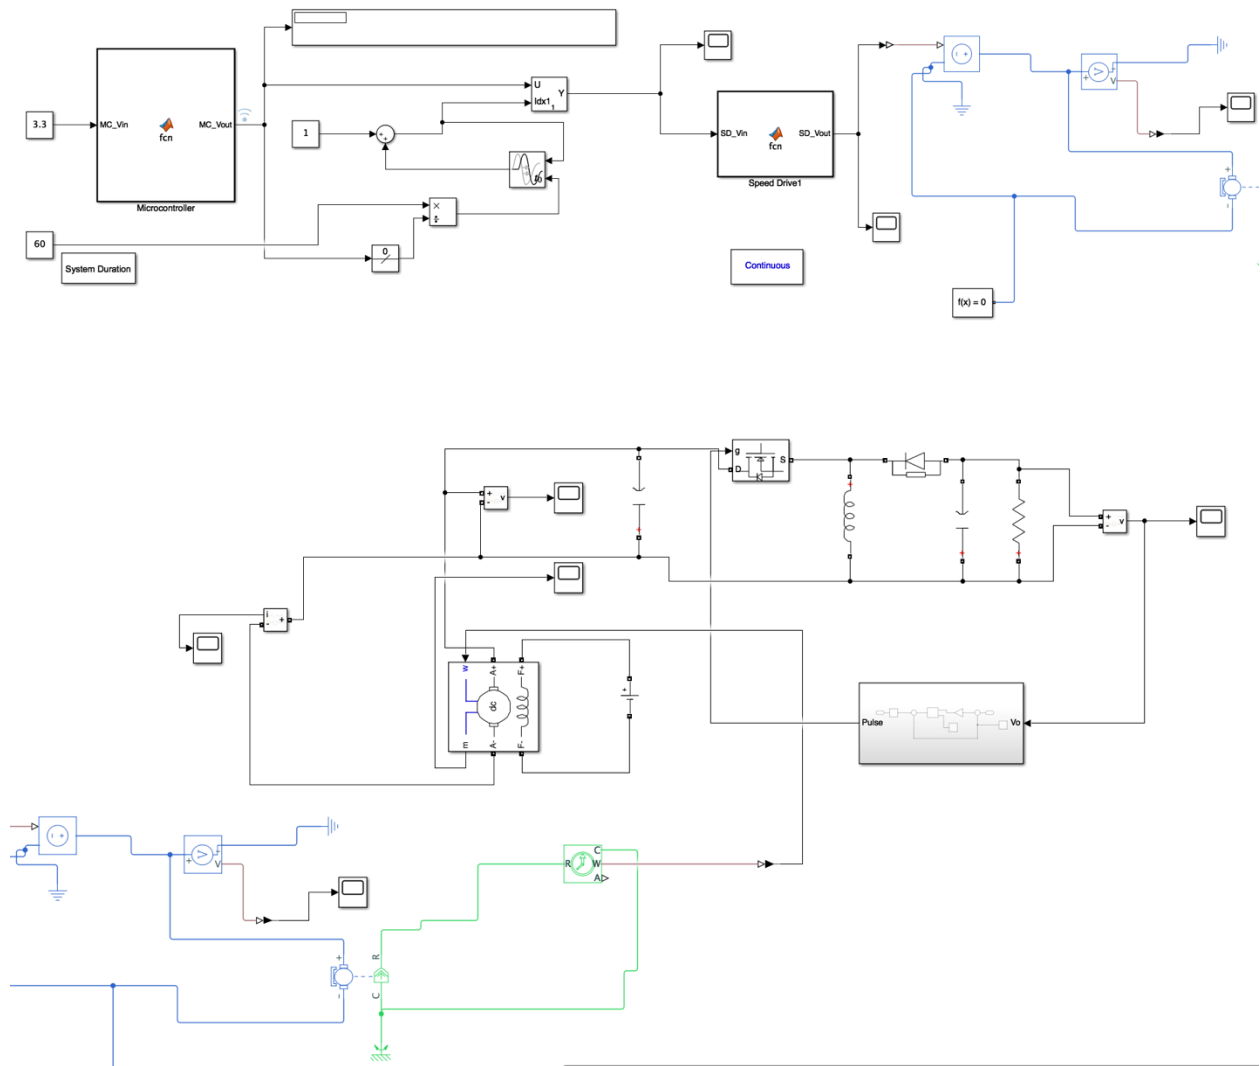 3.3
MC_Vin
fcn
MC_Vout
Microcontroller
60
System Duration
1
U
Idx1
1
Y
×
÷
0
SD_Vin
fcn
SD_Vout
Speed Drive1
Continuous
f(x) = 0
+
V
-
+
-
g
D
S
+
-
v
+
-
v
i
-
+
w
A+
F+
dc
m
A-
F-
+
Pulse
Vo
+
V
+
-
R
C
R
C
W
A